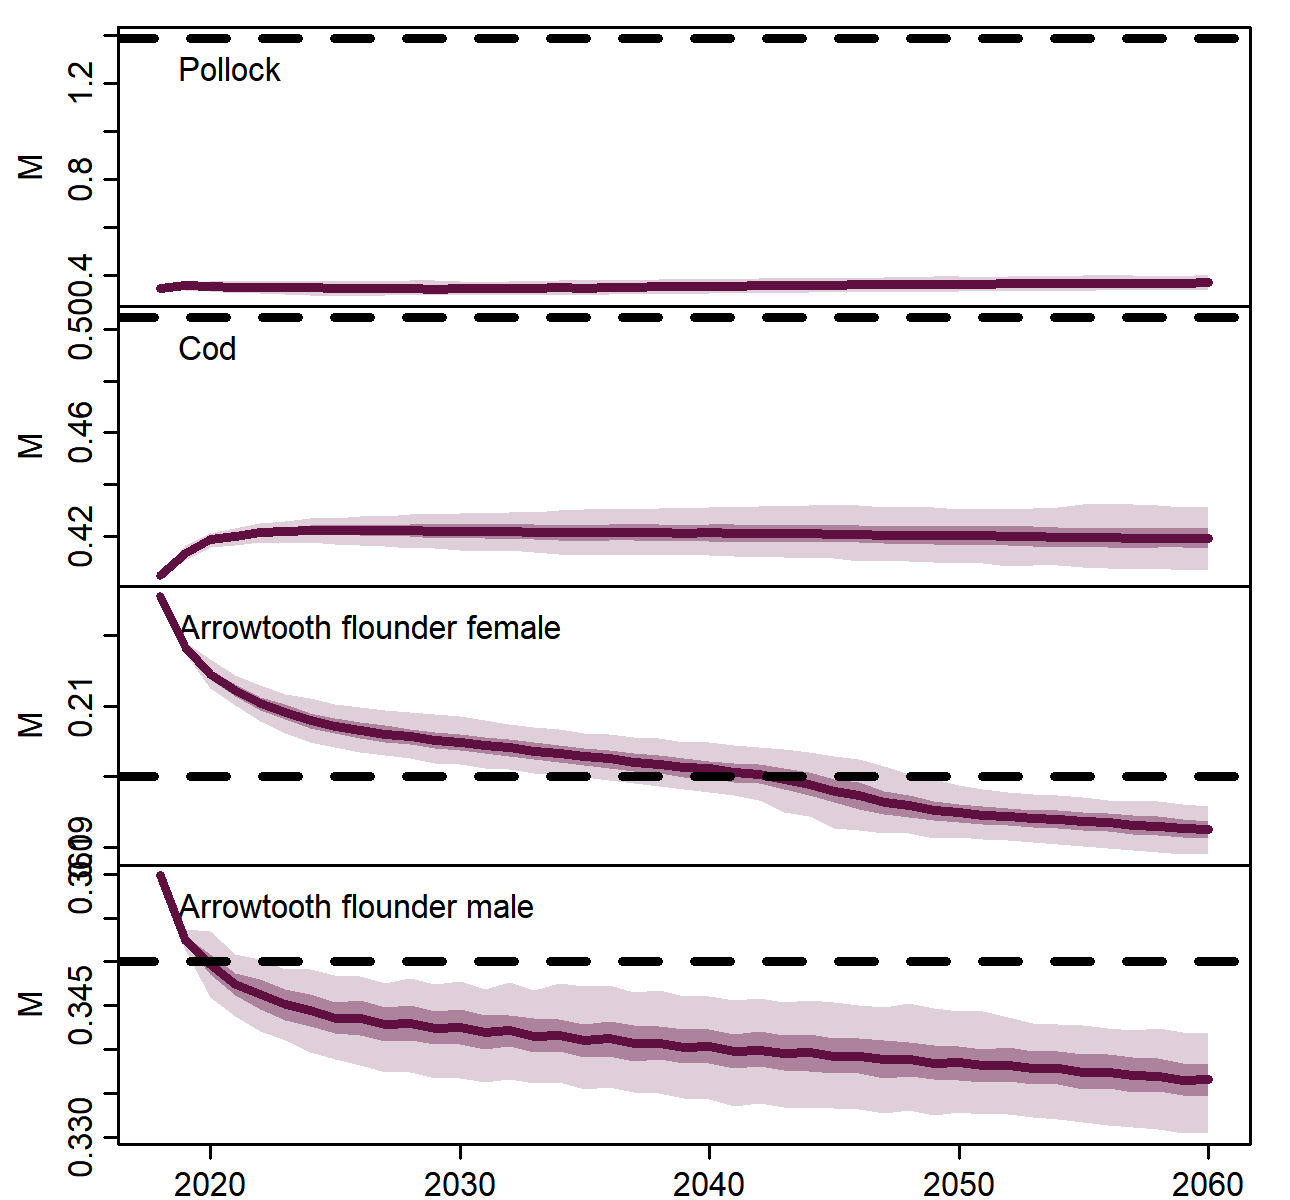 1.2
0.8
0.4
M
Pollock
0.50
0.46
0.42
M
Cod
0.21
M
Arrowtooth flounder female
0.345
0.330
M
Arrowtooth flounder male
2020 2030 2040 2050 2060